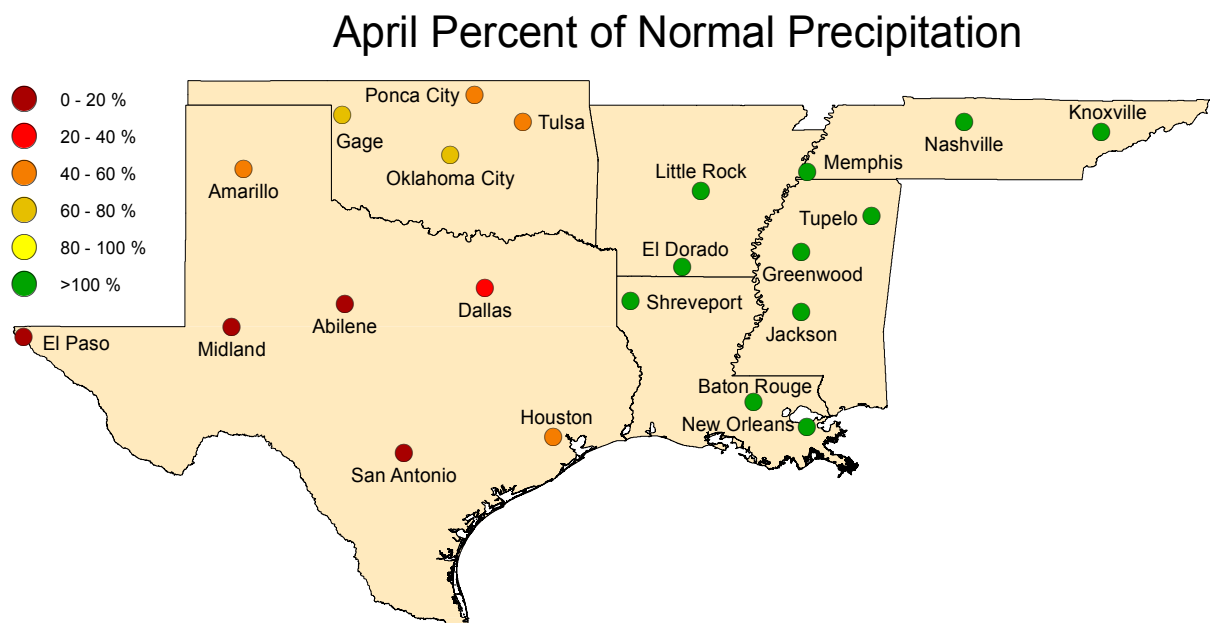 April Percent of Normal Precipitation
0 - 20 %
20 - 40 %
40 - 60 %
60 - 80 %
80 - 100 %
>100 %
Ponca City
Tulsa
Gage
Oklahoma City
Amarillo
Knoxville
Nashville
Memphis
Little Rock
Tupelo
El Dorado
Greenwood
Shreveport
Jackson
Dallas
Abilene
Midland
El Paso
Baton Rouge
New Orleans
Houston
San Antonio